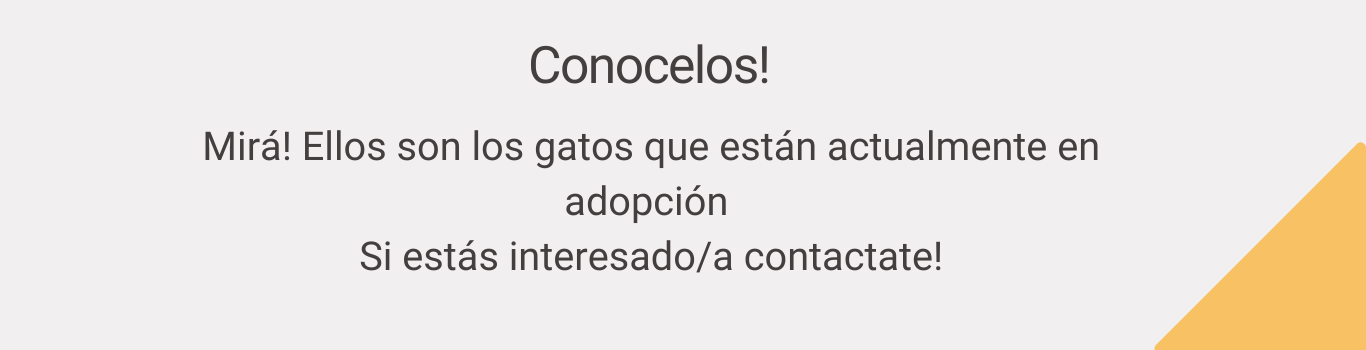 Conocelos!
Mirá! Ellos son los gatos que están actualmente en
adopción
Si estás interesado/a contactate!